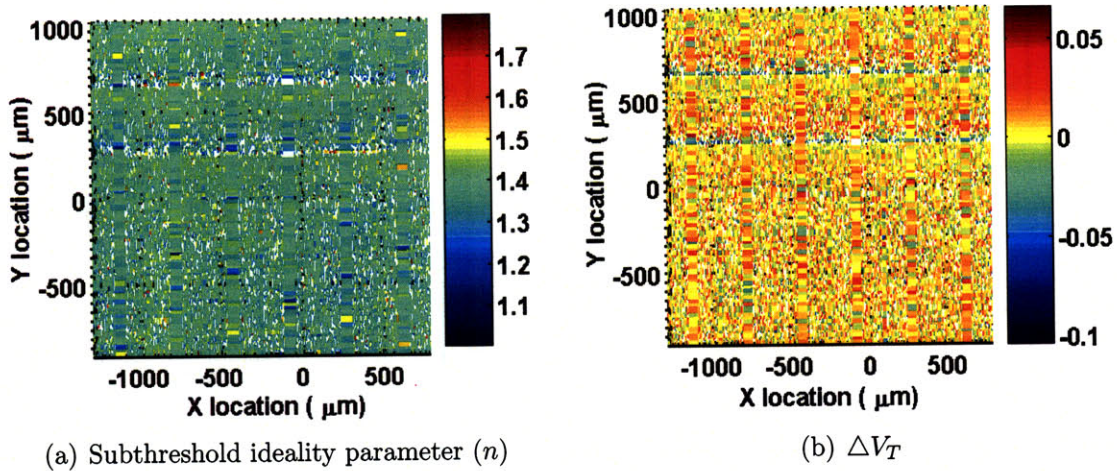 1000
500
0
-500
Y location ( μm)
-1000 -500 0 500
X location ( μm)
1.7
1.6
1.5
1.4
1.3
1.2
1.1
(a) Subthreshold ideality parameter (n)
1000
500
0
-500
Y location ( μm)
-1000 -500 0 500
X location ( μm)
0.05
0
-0.05
-0.1
(b) △V_T